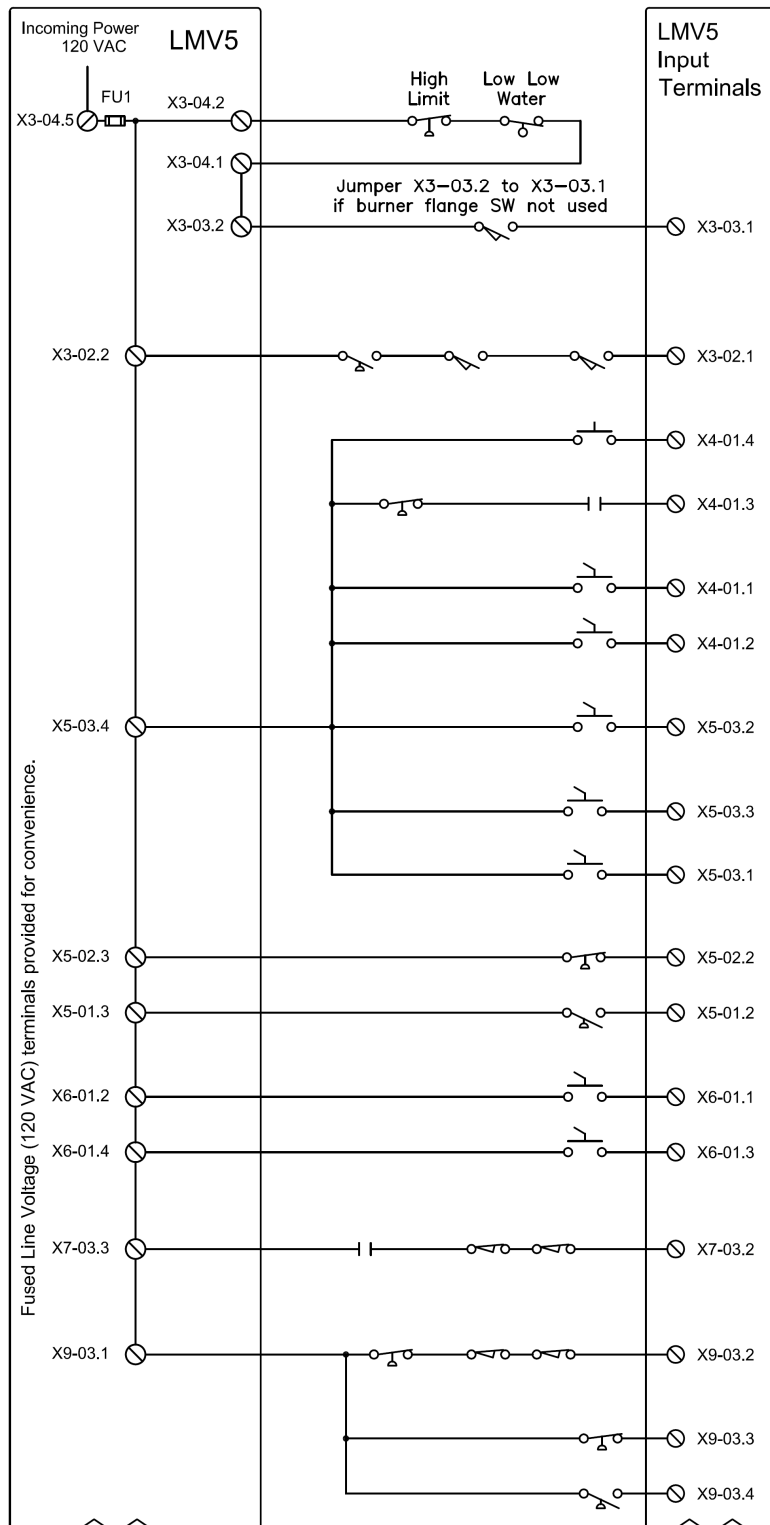 Incoming Power
120 VAC
LMV5
LMV5
Input
Terminals
FU1
X3-04.5
X3-04.2
High
Limit
Low Low
Water
X3-04.1
Jumper X3-03.2 to X3-03.1
if burner flange SW not used
X3-03.2
X3-03.1
X3-02.2
X3-02.1
X4-01.4
X4-01.3
X4-01.1
X4-01.2
X5-03.4
X5-03.2
X5-03.3
X5-03.1
X5-02.3
X5-02.2
X5-01.3
X5-01.2
X6-01.2
X6-01.1
X6-01.4
X6-01.3
X7-03.3
X7-03.2
X9-03.1
X9-03.2
X9-03.3
X9-03.4
Fused Line Voltage (120 VAC) terminals provided for convenience.